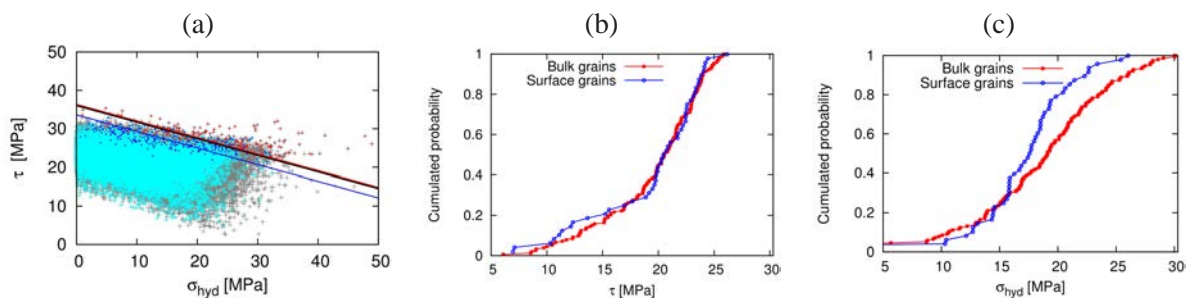 (a)
50
40
30
20
10
0
τ [MPa]
0 10 20 30 40 50
σhyd [MPa]
(b)
Bulk grains
Surface grains
1
0.8
0.6
0.4
0.2
0
Cumulated probability
5 10 15 20 25 30
τ [MPa]
(c)
Bulk grains
Surface grains
1
0.8
0.6
0.4
0.2
0
Cumulated probability
5 10 15 20 25 30
σhyd [MPa]